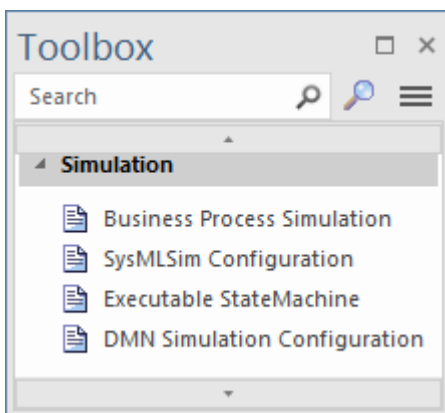 Toolbox
Search
Simulation
Business Process Simulation
SysMLSim Configuration
Executable StateMachine
DMN Simulation Configuration